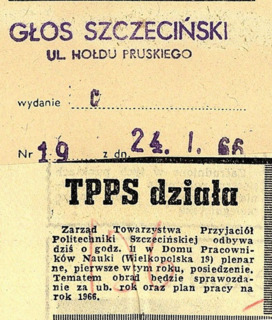 GŁOS SZCZECIŃSKI
UL. HOŁDU PRUSKIEGO
wydanie C
Nr 19 z dn. 24. I. 66
TPPS działa
Zarząd Towarzystwa Przyjaciół
Politechniki Szczecińskiej odbywa
dziś o godz. 11 w Domu Pracowni-
ków Nauki (Wielkopolska 19) plenar
ne, pierwsze w tym roku, posiedzenie.
Tematem obrad będzie sprawozda-
nie za ub. rok oraz plan pracy na
rok 1966.